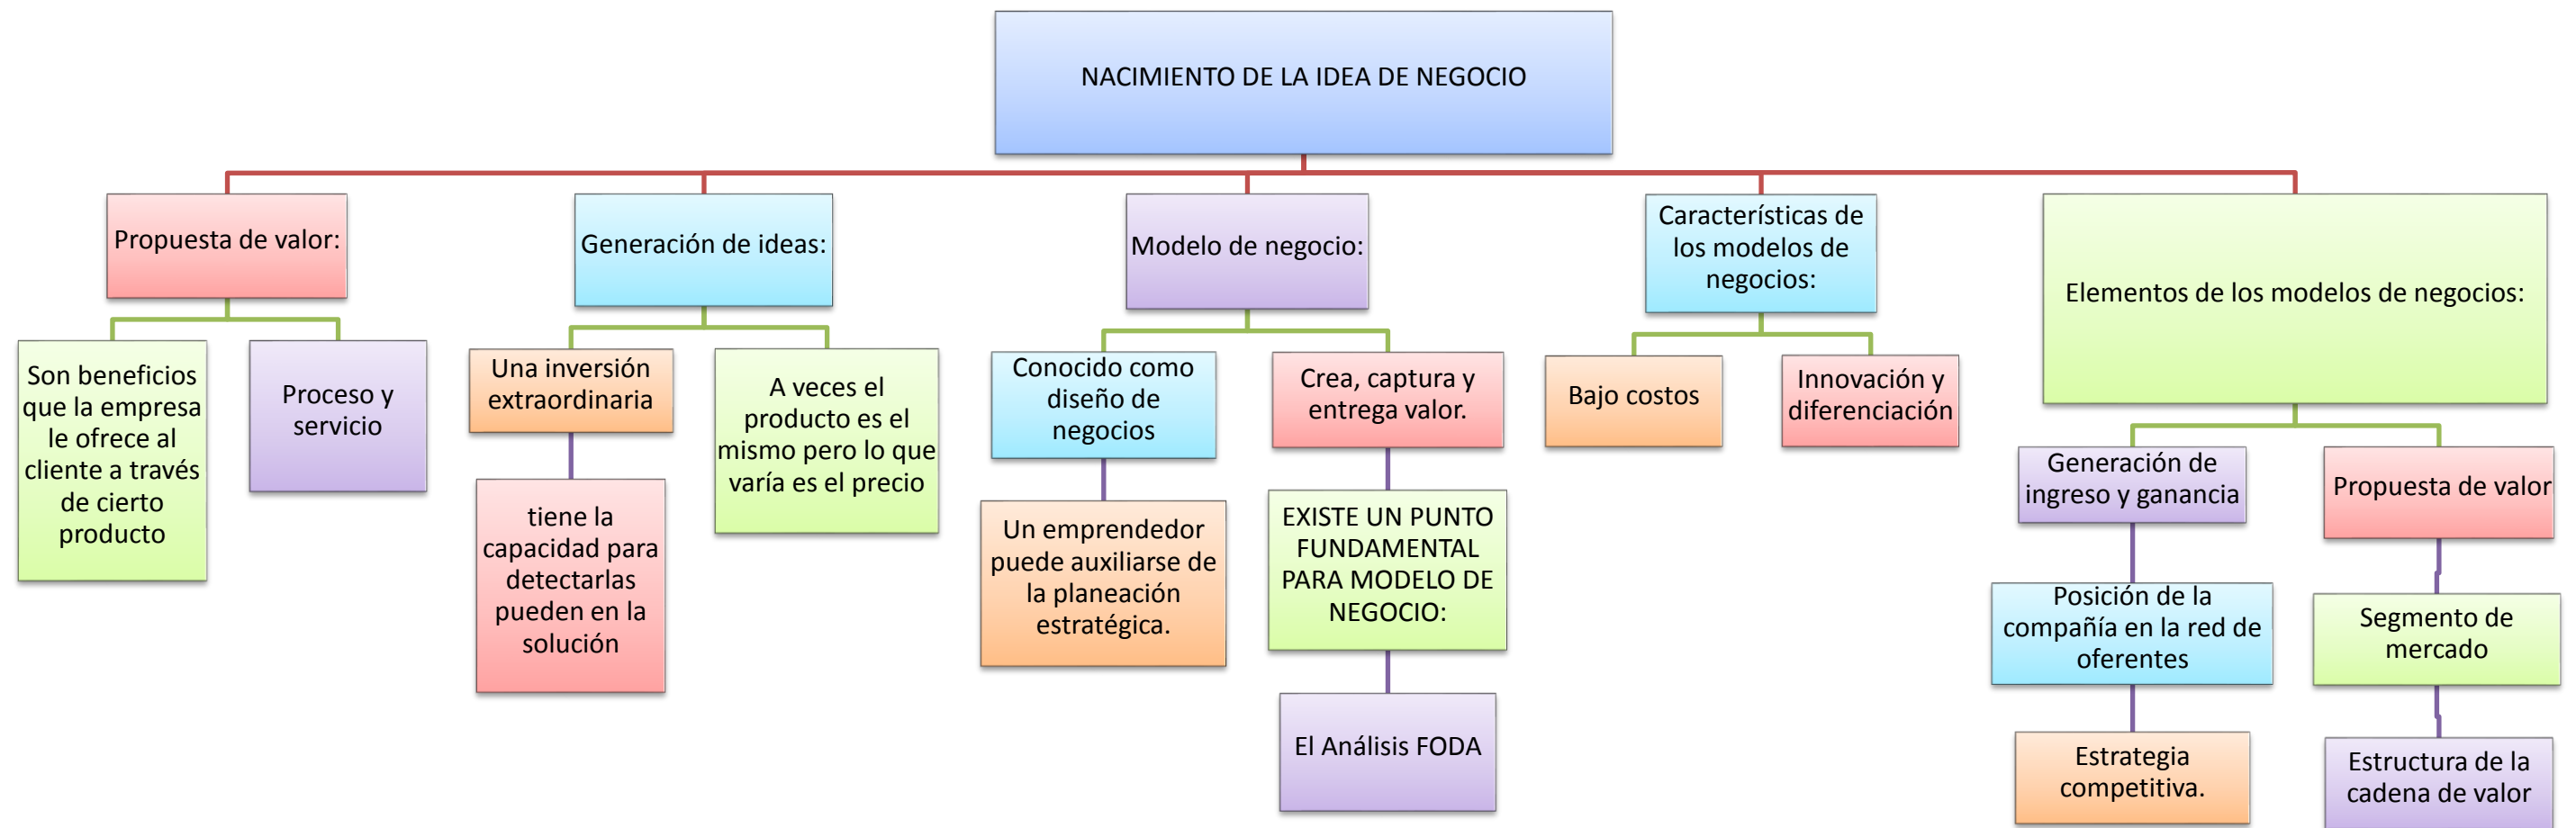 NACIMIENTO DE LA IDEA DE NEGOCIO
Propuesta de valor:
Son beneficios
que la empresa
le ofrece al
cliente a través
de cierto
producto
Proceso y
servicio
Generación de ideas:
Una inversión
extraordinaria
tiene la
capacidad para
detectarlas
pueden en la
solución
A veces el
producto es el
mismo pero lo que
varía es el precio
Modelo de negocio:
Conocido como
diseño de
negocios
Un emprendedor
puede auxiliarse de
la planeación
estratégica.
Crea, captura y
entrega valor.
EXISTE UN PUNTO
FUNDAMENTAL
PARA MODELO DE
NEGOCIO:
El Análisis FODA
Características de
los modelos de
negocios:
Bajo costos
Innovación y
diferenciación
Elementos de los modelos de negocios:
Generación de
ingreso y ganancia
Posición de la
compañía en la red de
oferentes
Estrategia
competitiva.
Propuesta de valor
Segmento de
mercado
Estructura de la
cadena de valor